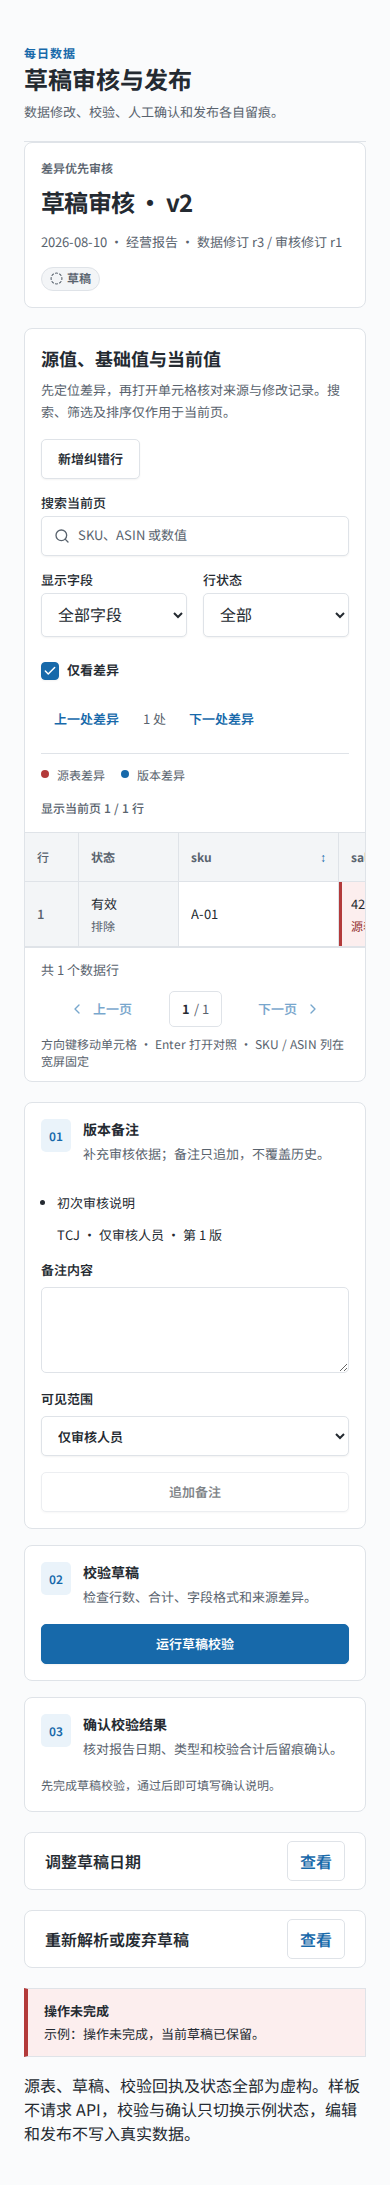 每日数据
草稿审核与发布
数据修改、校验、人工确认和发布各自留痕。
差异优先审核
草稿审核 · v2
2026-08-10 · 经营报告 · 数据修订 r3 / 审核修订 r1
草稿
源值、基础值与当前值
先定位差异，再打开单元格核对来源与修改记录。搜
索、筛选及排序仅作用于当前页。
新增纠错行
搜索当前页
SKU、ASIN 或数值
显示字段 行状态
全部字段 全部
仅看差异
上一处差异 1 处 下一处差异
源表差异 版本差异
显示当前页 1 / 1 行
行 状态 sku ↕
1 有效 A-01 42
排除
共 1 个数据行
上一页 1 / 1 下一页
方向键移动单元格 · Enter 打开对照 · SKU / ASIN 列在
宽屏固定
01 版本备注
补充审核依据；备注只追加，不覆盖历史。
• 初次审核说明
TCJ · 仅审核人员 · 第 1 版
备注内容
可见范围
仅审核人员
追加备注
02 校验草稿
检查行数、合计、字段格式和来源差异。
运行草稿校验
03 确认校验结果
核对报告日期、类型和校验合计后留痕确认。
先完成草稿校验，通过后即可填写确认说明。
调整草稿日期 查看
重新解析或废弃草稿 查看
操作未完成
示例：操作未完成，当前草稿已保留。
源表、草稿、校验回执及状态全部为虚构。样板
不请求 API，校验与确认只切换示例状态，编辑
和发布不写入真实数据。